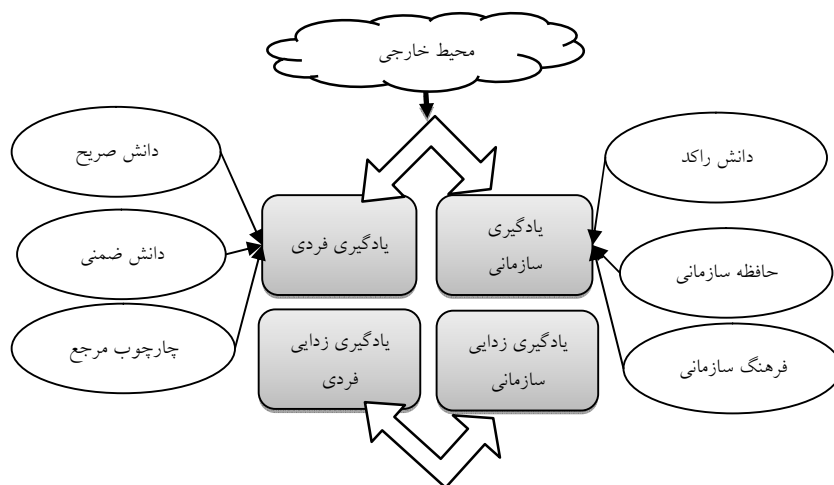 محیط خارجی
دانش راکد
دانش صریح
یادگیری
سازمانی
یادگیری فردی
حافظه سازمانی
دانش ضمنی
فرهنگ سازمانی
چارچوب مرجع
یادگیری زدایی
سازمانی
یادگیری زدایی
فردی